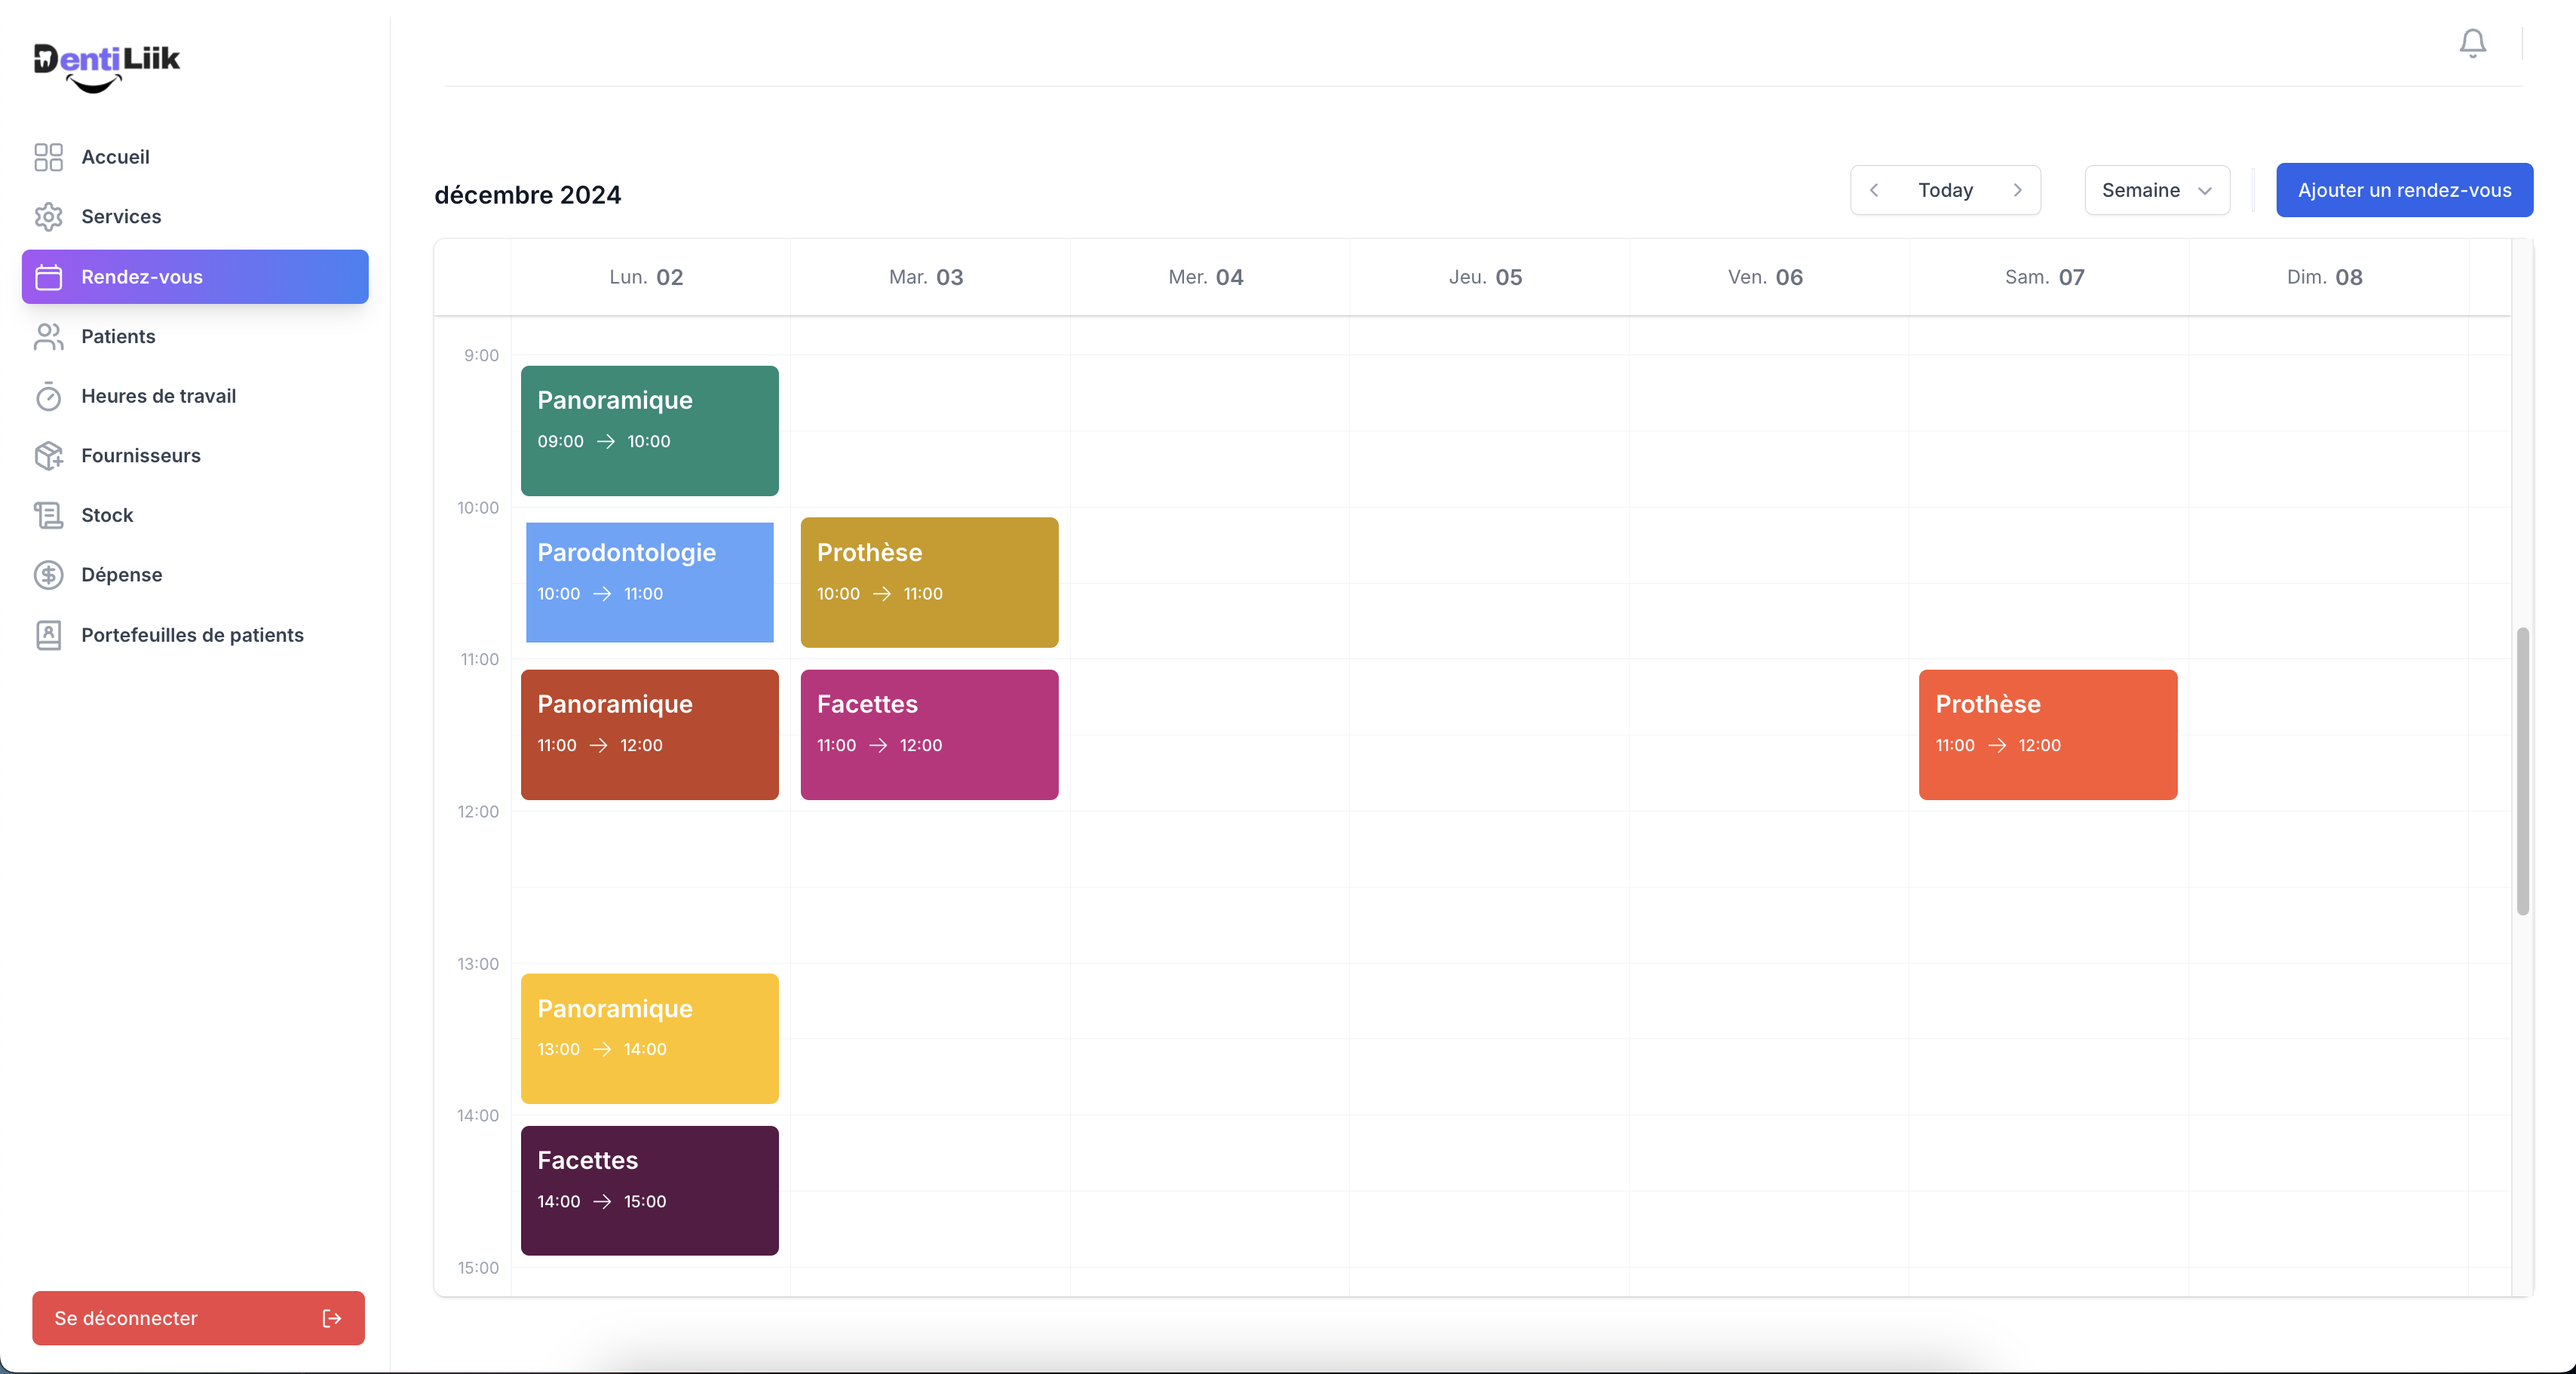 DentiLiik
Accueil
Services
Rendez-vous
Patients
Heures de travail
Fournisseurs
Stock
Dépense
Portefeuilles de patients
Se déconnecter
décembre 2024
Today
Semaine
Ajouter un rendez-vous
Lun. 02
Mar. 03
Mer. 04
Jeu. 05
Ven. 06
Sam. 07
Dim. 08
9:00
Panoramique
09:00 → 10:00
10:00
Parodontologie
10:00 → 11:00
Prothèse
10:00 → 11:00
11:00
Panoramique
11:00 → 12:00
Facettes
11:00 → 12:00
Prothèse
11:00 → 12:00
12:00
13:00
Panoramique
13:00 → 14:00
14:00
Facettes
14:00 → 15:00
15:00